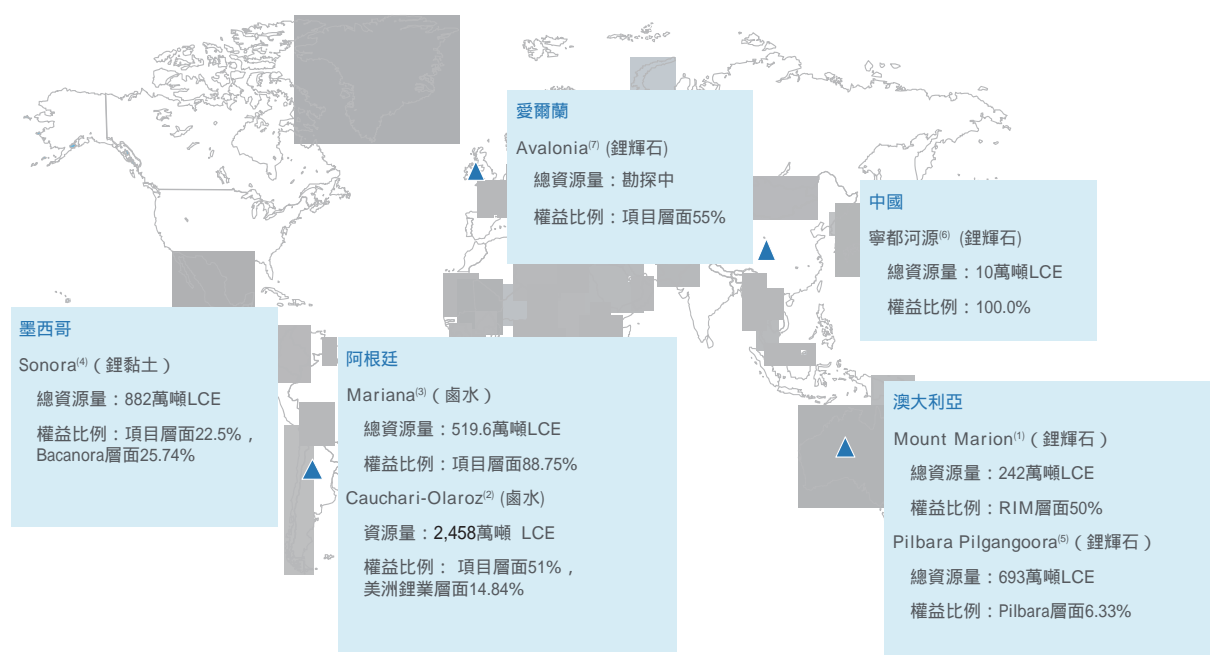 愛爾蘭
Avalonia(7) (鋰輝石)
總資源量：勘探中
權益比例：項目層面55%
中國
寧都河源(6) (鋰輝石)
總資源量：10萬噸LCE
權益比例：100.0%
墨西哥
Sonora(4)（鋰黏土）
總資源量：882萬噸LCE
權益比例：項目層面22.5%，
Bacanora層面25.74%
阿根廷
Mariana(3)（鹵水）
總資源量：519.6萬噸LCE
權益比例：項目層面88.75%
Cauchari-Olaroz(2) (鹵水)
資源量：2,458萬噸 LCE
權益比例： 項目層面51%，
美洲鋰業層面14.84%
澳大利亞
Mount Marion(1)（鋰輝石）
總資源量：242萬噸LCE
權益比例：RIM層面50%
Pilbara Pilgangoora(5)（鋰輝石）
總資源量：693萬噸LCE
權益比例：Pilbara層面6.33%